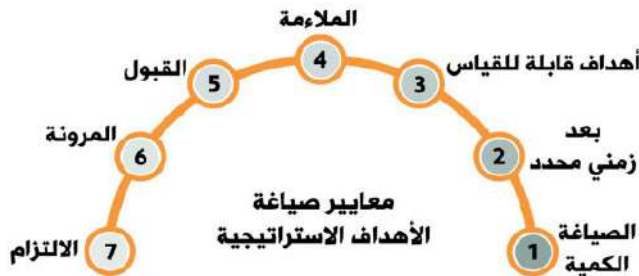 معايير صياغة
الأهداف الاستراتيجية
1
الصياغة
الكمية
2
بعد
زمني محدد
3
أهداف قابلة للقياس
4
الملاءمة
5
القبول
6
المرونة
7
الالتزام